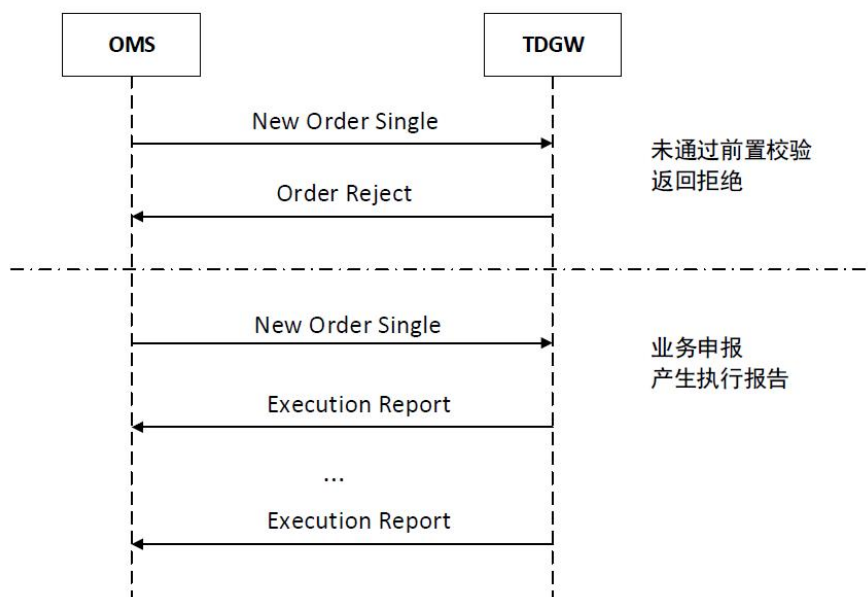 OMS
TDGW
New Order Single
未通过前置校验
返回拒绝
Order Reject
New Order Single
业务申报
产生执行报告
Execution Report
...
Execution Report